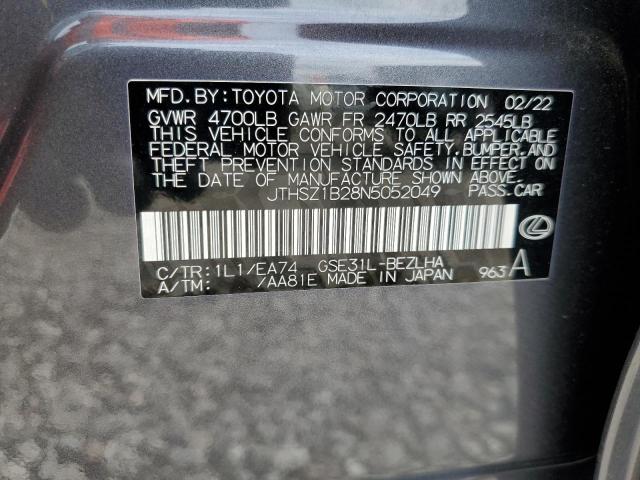 MFD.BY:TOYOTA MOTOR CORPORATION 02/22
GVWR 4700LB GAWR FR 2470LB RR 2545LB
THIS VEHICLE CONFORMS TO ALL APPLICABLE
FEDERAL MOTOR VEHICLE SAFETY,BUMPER,AND
THEFT PREVENTION STANDARDS IN EFFECT ON
THE DATE OF MANUFACTURE SHOWN ABOVE.
JTHSZ1B28N5052049 PASS.CAR
C/TR:1L1/EA74 GSE31L-BEZLHA
A/TM: /AA81E MADE IN JAPAN 963 A